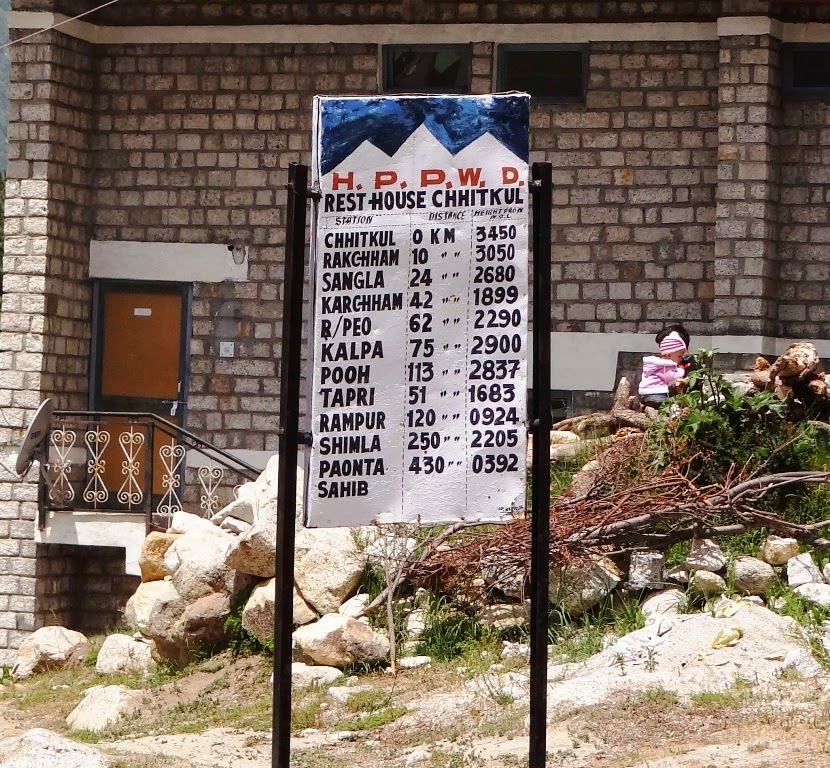 H. P. P. W. D.
REST-HOUSE CHHITKUL
STATION DISTANCE HEIGHT FROM
CHHITKUL 0 KM 3450
RAKCHHAM 10 " " 3050
SANGLA 24 " " 2680
KARCHHAM 42 " " 1899
R/PEO 62 " " 2290
KALPA 75 " " 2900
POOH 113 " " 2837
TAPRI 51 " " 1683
RAMPUR 120 " " 0924
SHIMLA 250 " " 2205
PAONTA 430 " " 0392
SAHIB